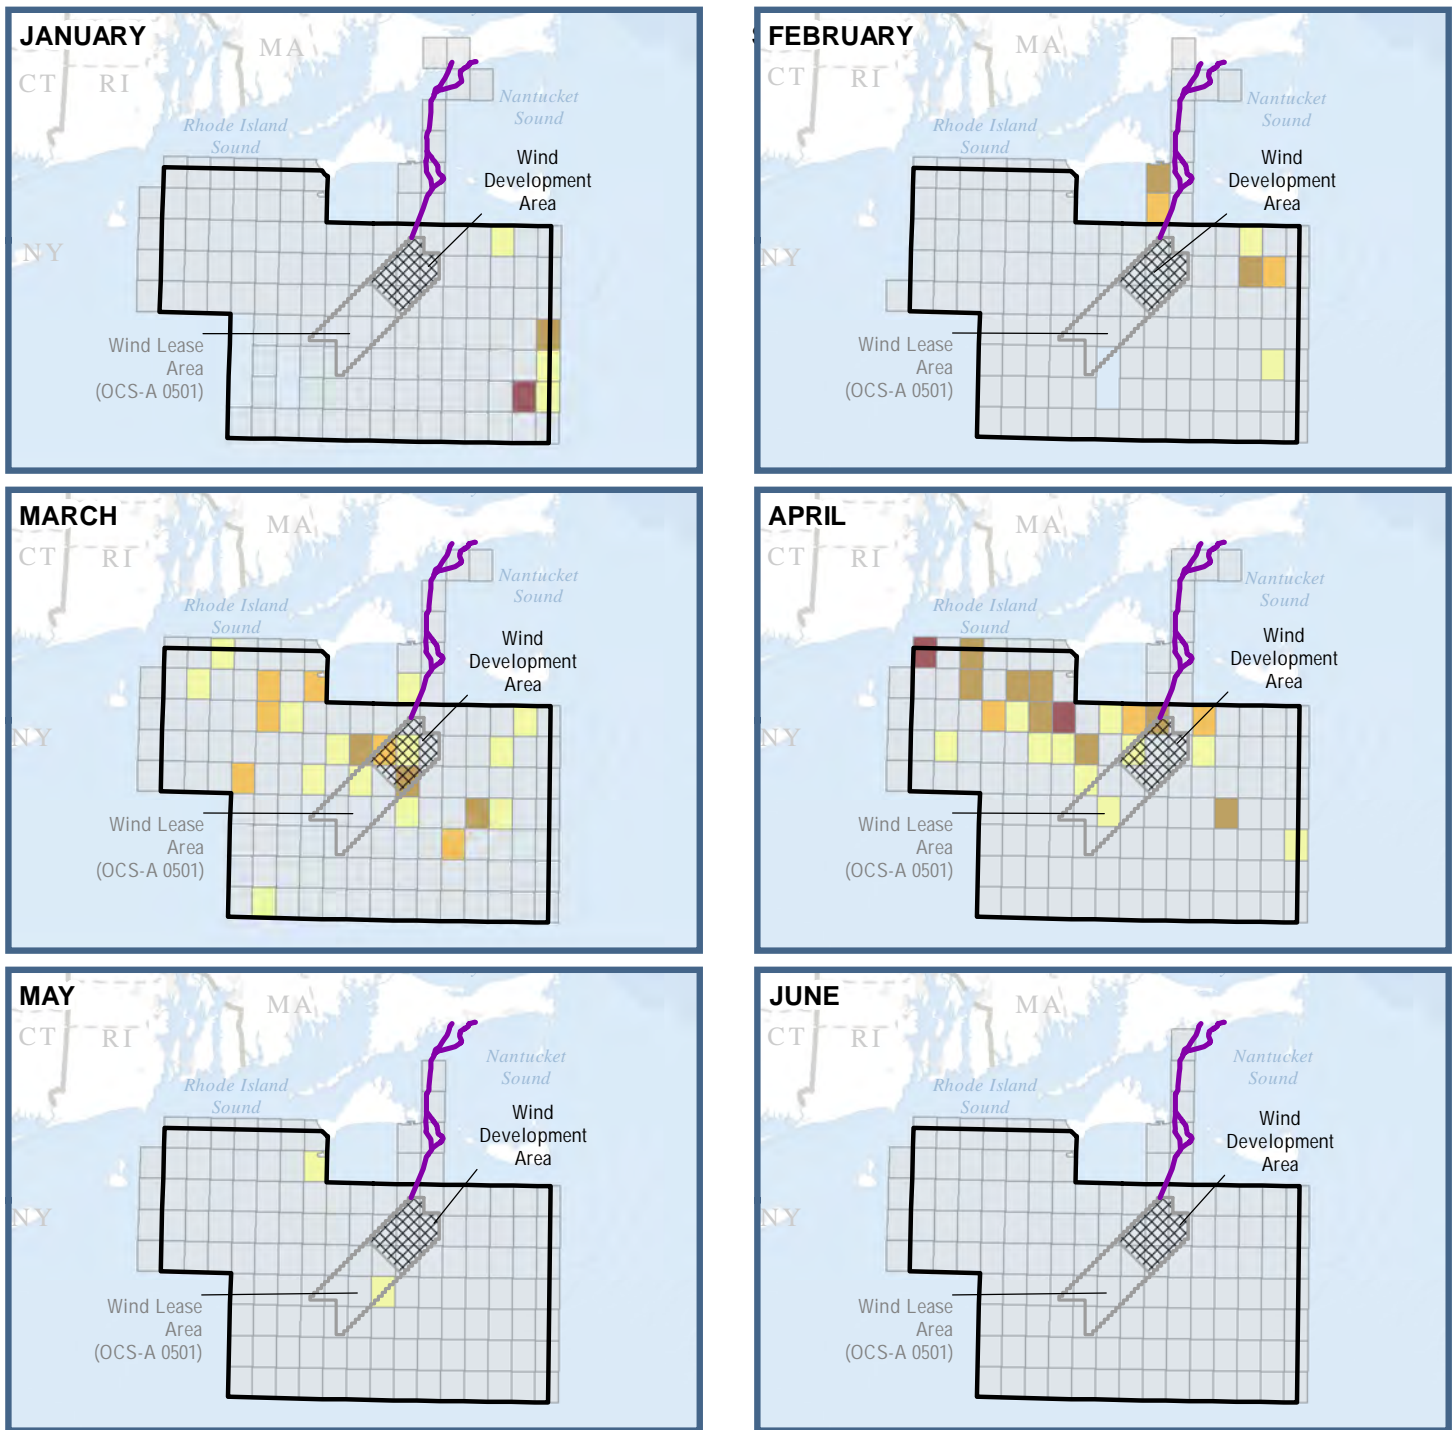 JANUARY
MA
CT
RI
Nantucket
Sound
Rhode Island
Sound
Wind
Development
Area
NY
Wind Lease
Area
(OCS-A 0501)
FEBRUARY
MA
CT
RI
Nantucket
Sound
Rhode Island
Sound
Wind
Development
Area
NY
Wind Lease
Area
(OCS-A 0501)
MARCH
MA
CT
RI
Nantucket
Sound
Rhode Island
Sound
Wind
Development
Area
NY
Wind Lease
Area
(OCS-A 0501)
APRIL
MA
CT
RI
Nantucket
Sound
Rhode Island
Sound
Wind
Development
Area
NY
Wind Lease
Area
(OCS-A 0501)
MAY
MA
CT
RI
Nantucket
Sound
Rhode Island
Sound
Wind
Development
Area
NY
Wind Lease
Area
(OCS-A 0501)
JUNE
MA
CT
RI
Nantucket
Sound
Rhode Island
Sound
Wind
Development
Area
NY
Wind Lease
Area
(OCS-A 0501)